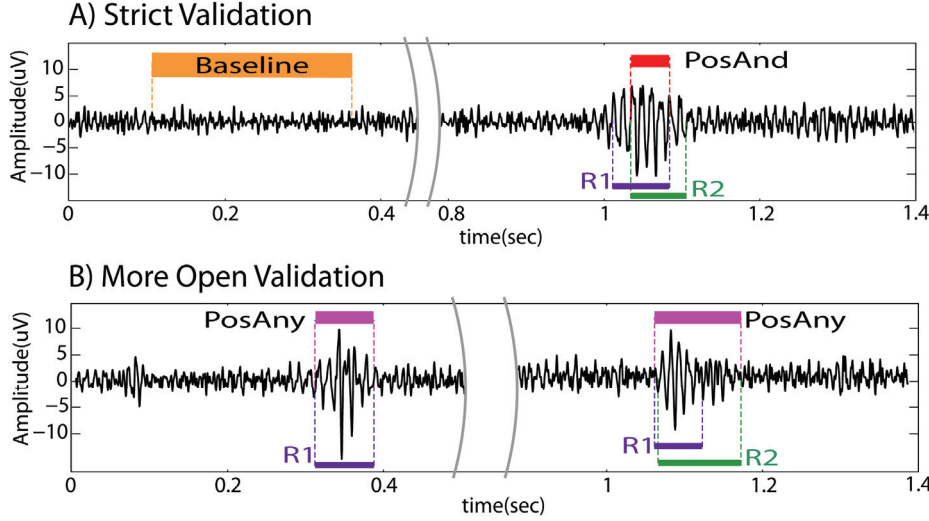 A) Strict Validation
Amplitude(uV)
10
5
0
−5
−10
Baseline
PosAnd
R1
R2
0 0.2 0.4 0.8 1 1.2 1.4
time(sec)
B) More Open Validation
Amplitude(uV)
10
5
0
−5
−10
PosAny
PosAny
R1
R1
R2
0 0.2 0.4 1 1.2 1.4
time(sec)